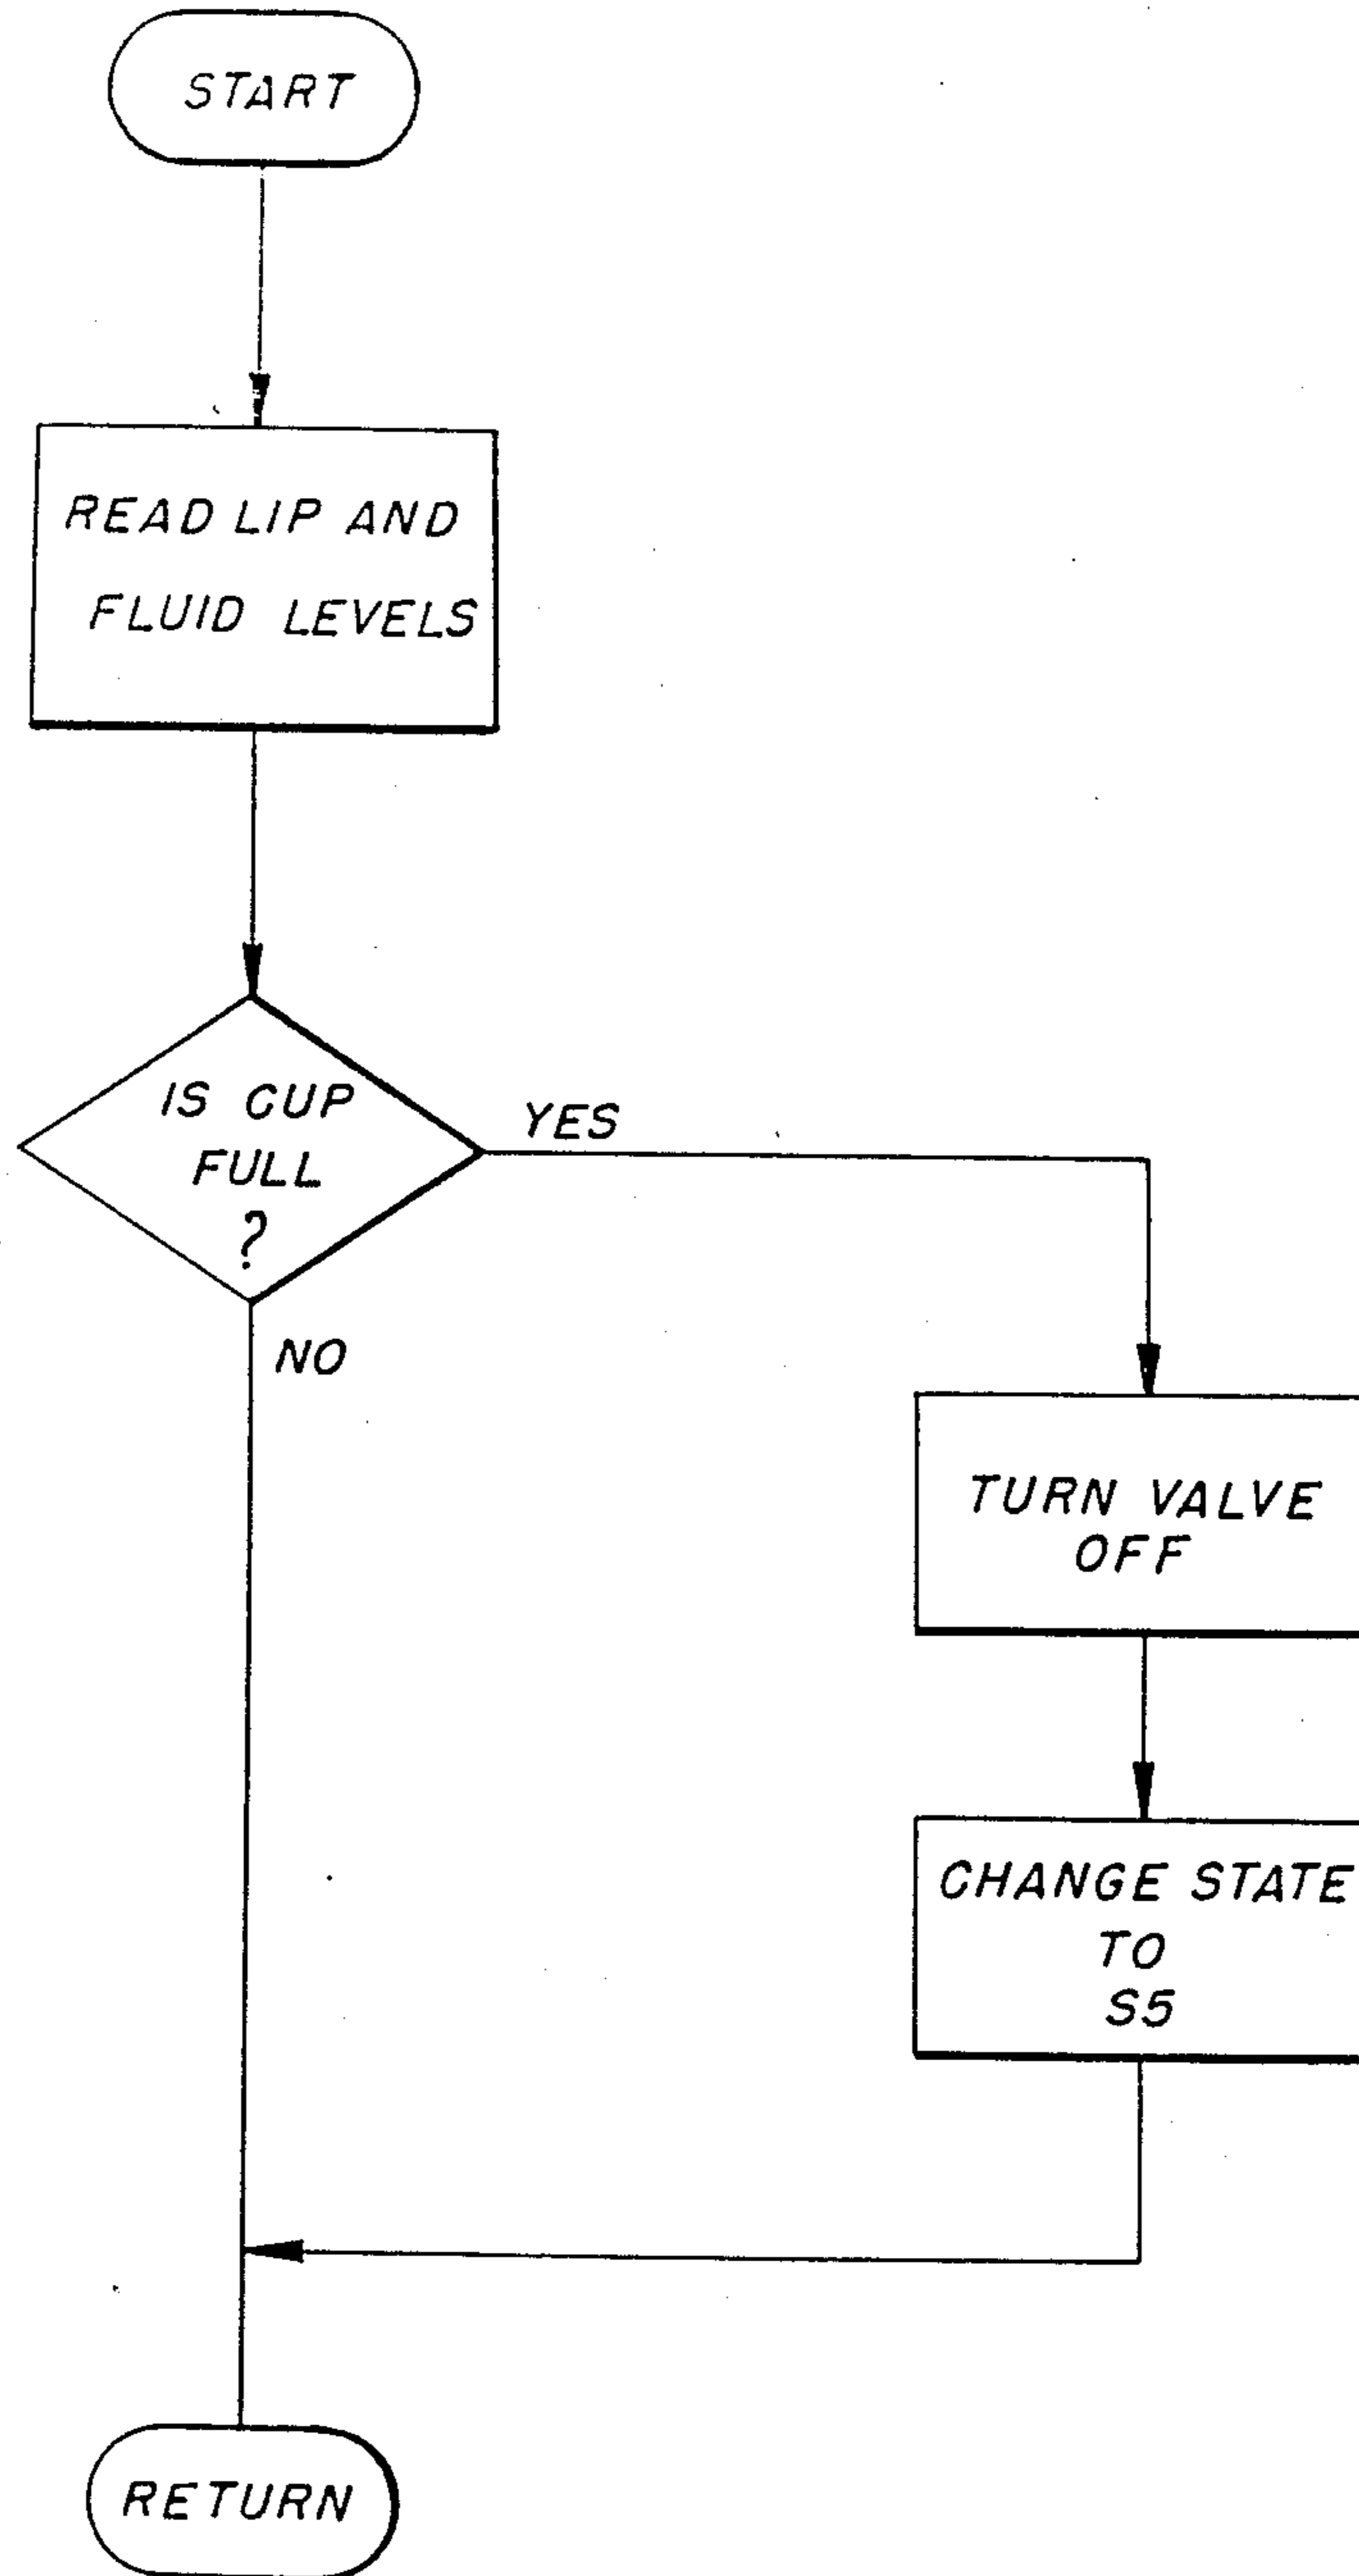 START
READ LIP AND
FLUID LEVELS
IS CUP
FULL
?
YES
NO
TURN VALVE
OFF
CHANGE STATE
TO
S5
RETURN